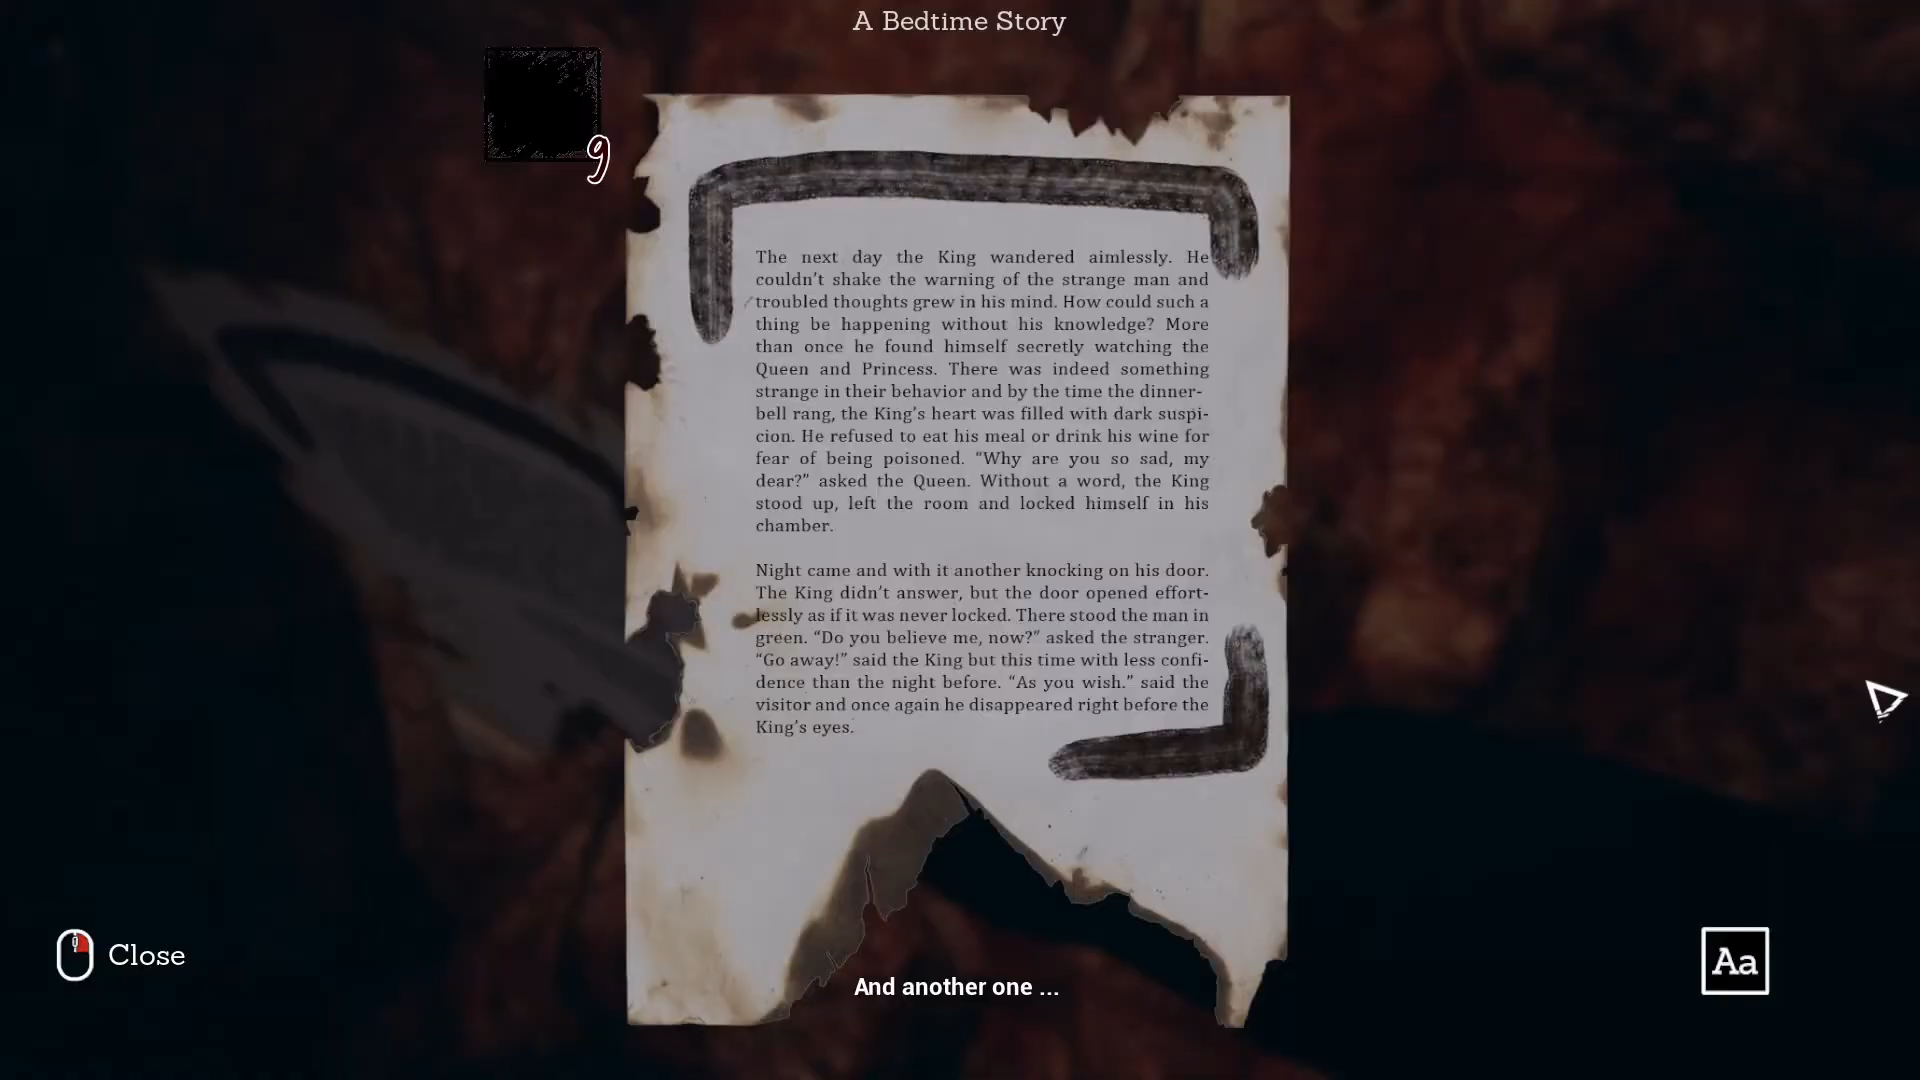 A Bedtime Story
9
The next day the King wandered aimlessly. He
couldn't shake the warning of the strange man and
troubled thoughts grew in his mind. How could such a
thing be happening without his knowledge? More
than once he found himself secretly watching the
Queen and Princess. There was indeed something
strange in their behavior and by the time the dinner-
bell rang, the King's heart was filled with dark suspi-
cion. He refused to eat his meal or drink his wine for
fear of being poisoned. “Why are you so sad, my
dear?” asked the Queen. Without a word, the King
stood up, left the room and locked himself in his
chamber.
Night came and with it another knocking on his door.
The King didn't answer, but the door opened effort-
lessly as if it was never locked. There stood the man in
green. “Do you believe me, now?” asked the stranger.
“Go away!” said the King but this time with less confi-
dence than the night before. “As you wish.” said the
visitor and once again he disappeared right before the
King's eyes.
Close
Aa
And another one ...